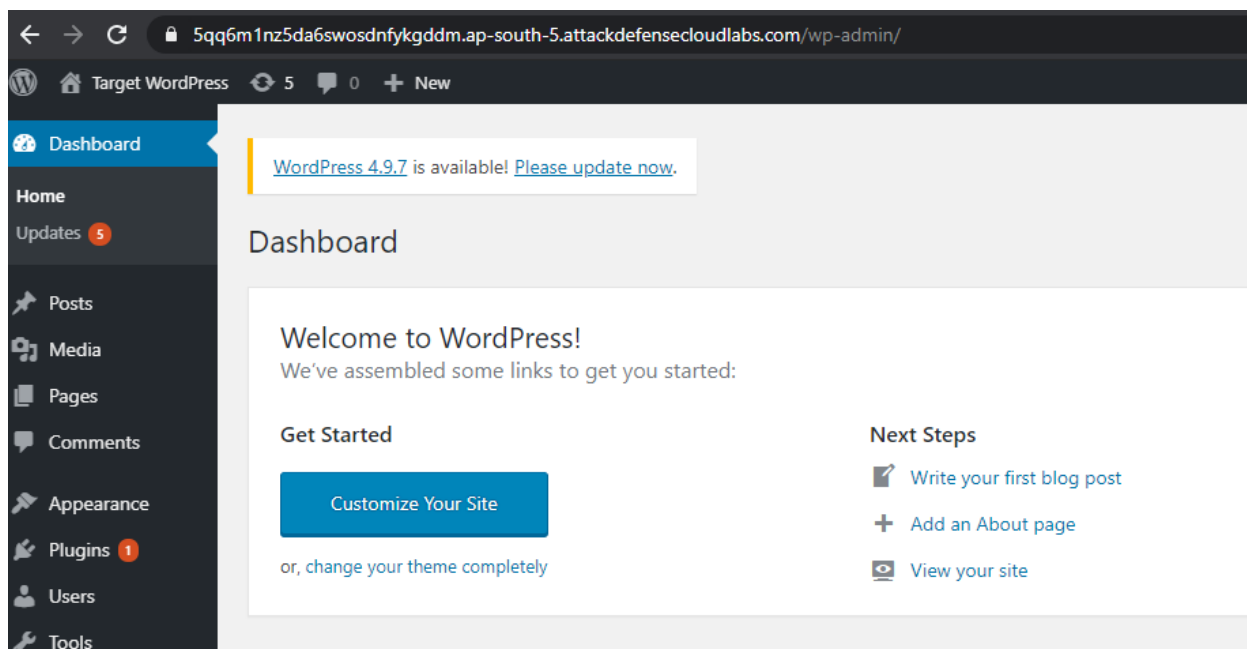 5qq6m1nz5da6swosdnfykgddm.ap-south-5.attackdefensecloudlabs.com/wp-admin/
Target WordPress 5 0 New
Dashboard
Home
Updates 5
Posts
Media
Pages
Comments
Appearance
Plugins 1
Users
Tools
WordPress 4.9.7 is available! Please update now.
Dashboard
Welcome to WordPress!
We've assembled some links to get you started:
Get Started
Customize Your Site
or, change your theme completely
Next Steps
Write your first blog post
Add an About page
View your site